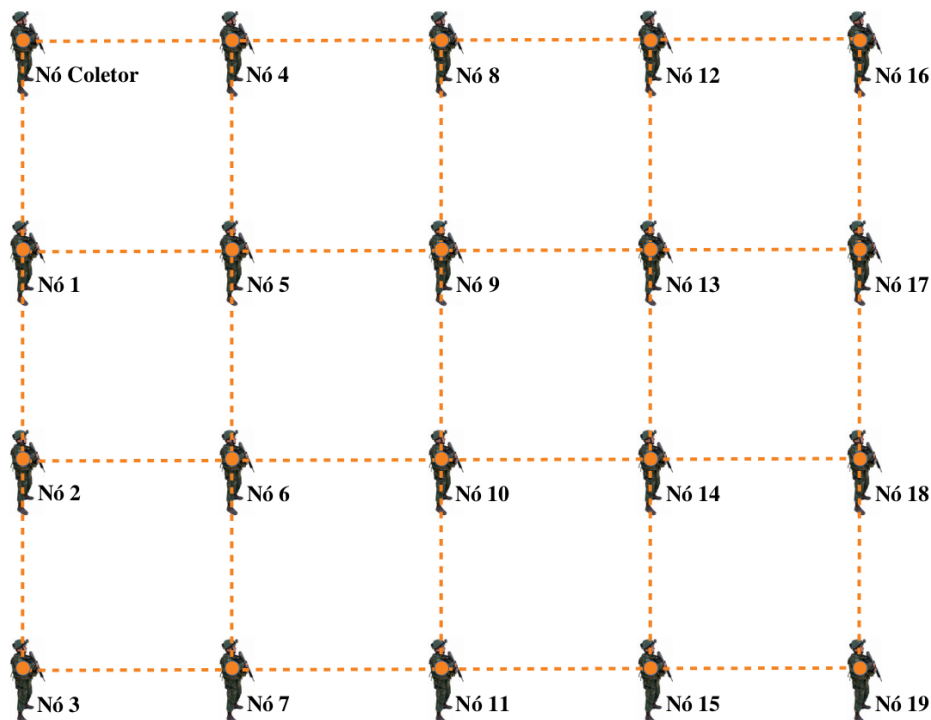 Nó Coletor
Nó 4
Nó 8
Nó 12
Nó 16
Nó 1
Nó 5
Nó 9
Nó 13
Nó 17
Nó 2
Nó 6
Nó 10
Nó 14
Nó 18
Nó 3
Nó 7
Nó 11
Nó 15
Nó 19